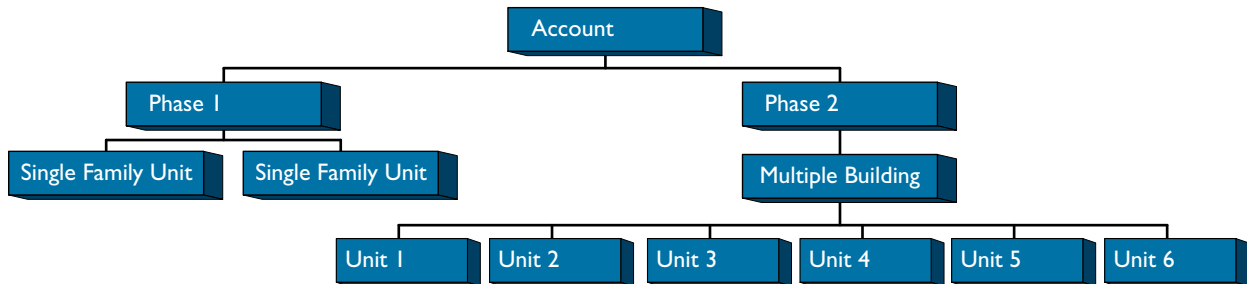 Account
Phase 1
Phase 2
Single Family Unit
Single Family Unit
Multiple Building
Unit 1
Unit 2
Unit 3
Unit 4
Unit 5
Unit 6